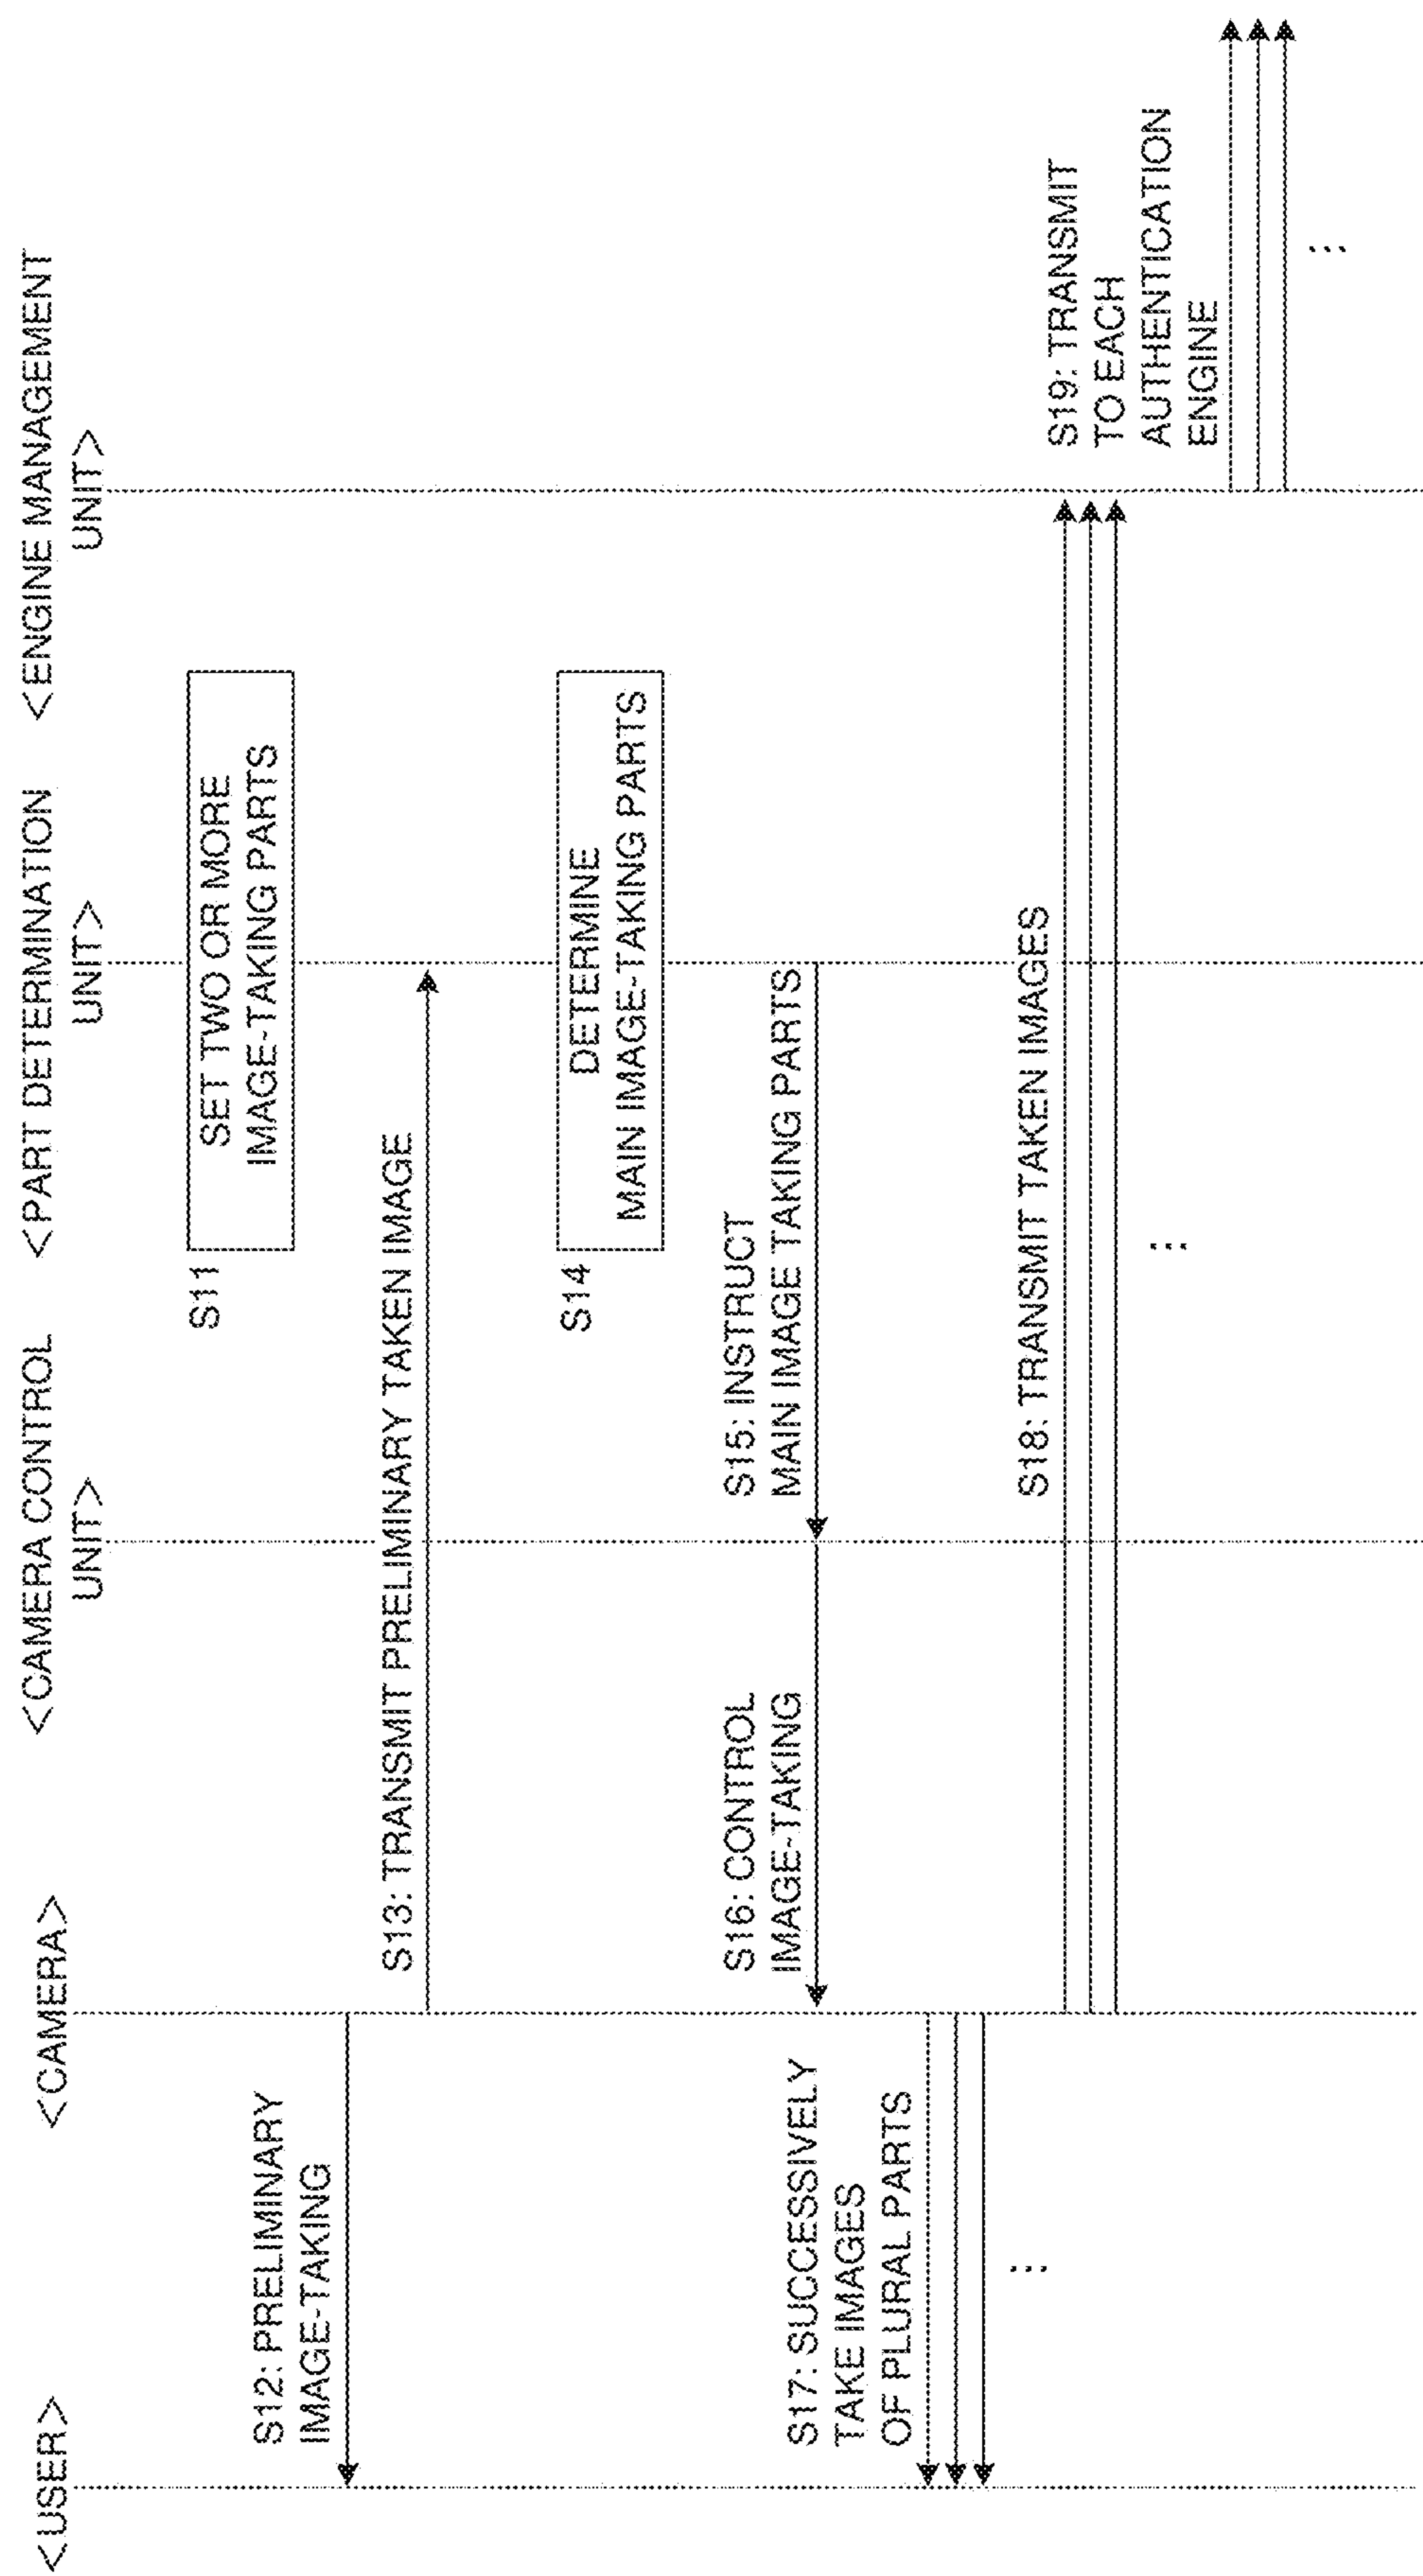 <USER>
<CAMERA>
<CAMERA CONTROL
UNIT>
<PART DETERMINATION
UNIT>
<ENGINE MANAGEMENT
UNIT>
S11
SET TWO OR MORE
IMAGE-TAKING PARTS
S12: PRELIMINARY
IMAGE-TAKING
S13: TRANSMIT PRELIMINARY TAKEN IMAGE
S14
DETERMINE
MAIN IMAGE-TAKING PARTS
S15: INSTRUCT
MAIN IMAGE TAKING PARTS
S16: CONTROL
IMAGE-TAKING
S17: SUCCESSIVELY
TAKE IMAGES
OF PLURAL PARTS
...
S18: TRANSMIT TAKEN IMAGES
...
S19: TRANSMIT
TO EACH
AUTHENTICATION
ENGINE
...